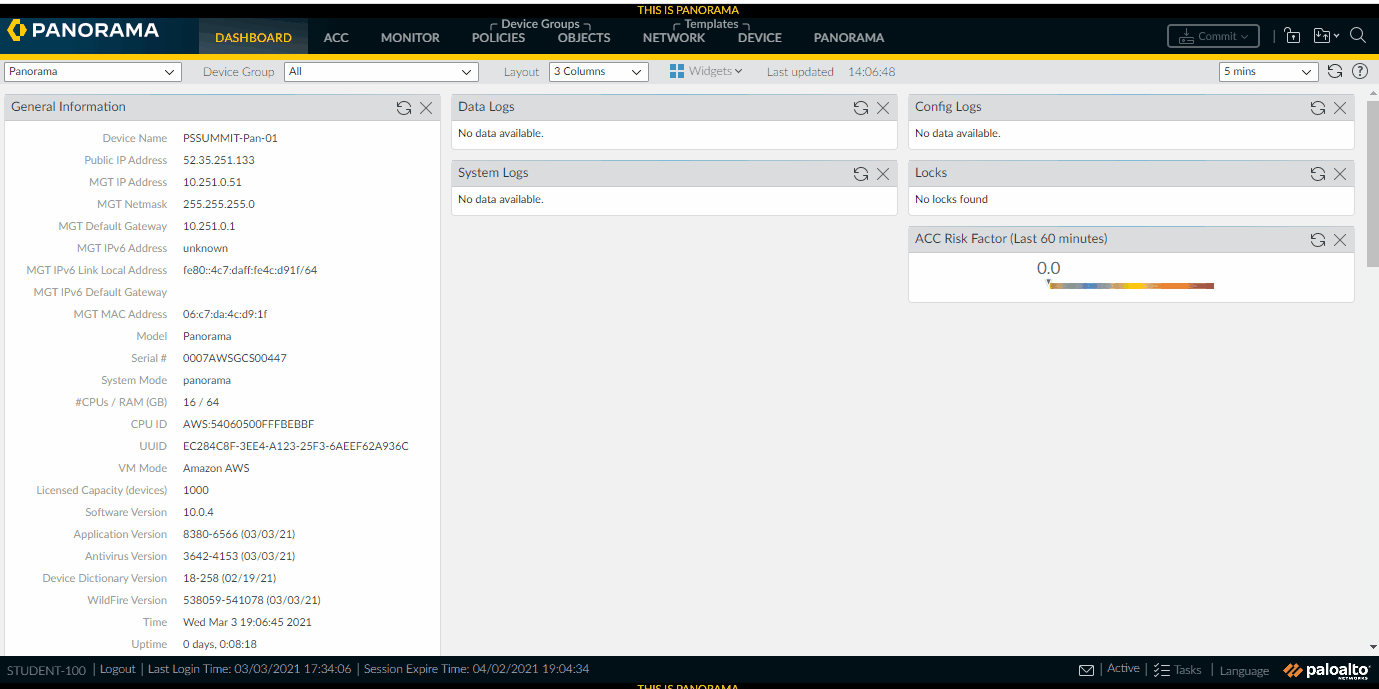 THIS IS PANORAMA
PANORAMA
Device Groups
Templates
DASHBOARD ACC MONITOR POLICIES OBJECTS NETWORK DEVICE PANORAMA
Commit
Panorama Device Group All Layout 3 Columns Widgets Last updated 14:06:48 5 mins
General Information
Device Name PSSUMMIT-Pan-01
Public IP Address 52.35.251.133
MGT IP Address 10.251.0.51
MGT Netmask 255.255.255.0
MGT Default Gateway 10.251.0.1
MGT IPv6 Address unknown
MGT IPv6 Link Local Address fe80::4c7:daff:fe4c:d91f/64
MGT IPv6 Default Gateway
MGT MAC Address 06:c7:da:4c:d9:1f
Model Panorama
Serial # 0007AWSGCS00447
System Mode panorama
#CPUs / RAM (GB) 16 / 64
CPU ID AWS:54060500FFFBEBBF
UUID EC284C8F-3EE4-A123-25F3-6AEEF62A936C
VM Mode Amazon AWS
Licensed Capacity (devices) 1000
Software Version 10.0.4
Application Version 8380-6566 (03/03/21)
Antivirus Version 3642-4153 (03/03/21)
Device Dictionary Version 18-258 (02/19/21)
WildFire Version 538059-541078 (03/03/21)
Time Wed Mar 3 19:06:45 2021
Uptime 0 days, 0:08:18
Data Logs
No data available.
System Logs
No data available.
Config Logs
No data available.
Locks
No locks found
ACC Risk Factor (Last 60 minutes)
0.0
STUDENT-100 | Logout | Last Login Time: 03/03/2021 17:34:06 | Session Expire Time: 04/02/2021 19:04:34
| Active | Tasks | Language
paloalto
NETWORKS
THIS IS PANORAMA